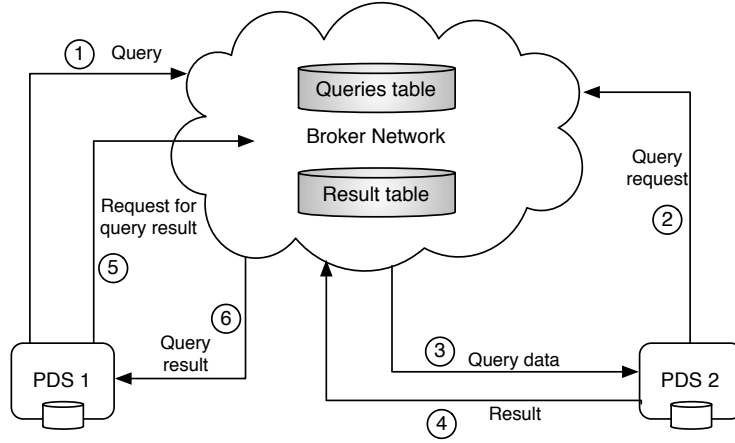 1 Query
Queries table
Broker Network
Result table
Query
request
2
Request for
query result
5
6
Query
result
3
Query data
PDS 1
PDS 2
4
Result